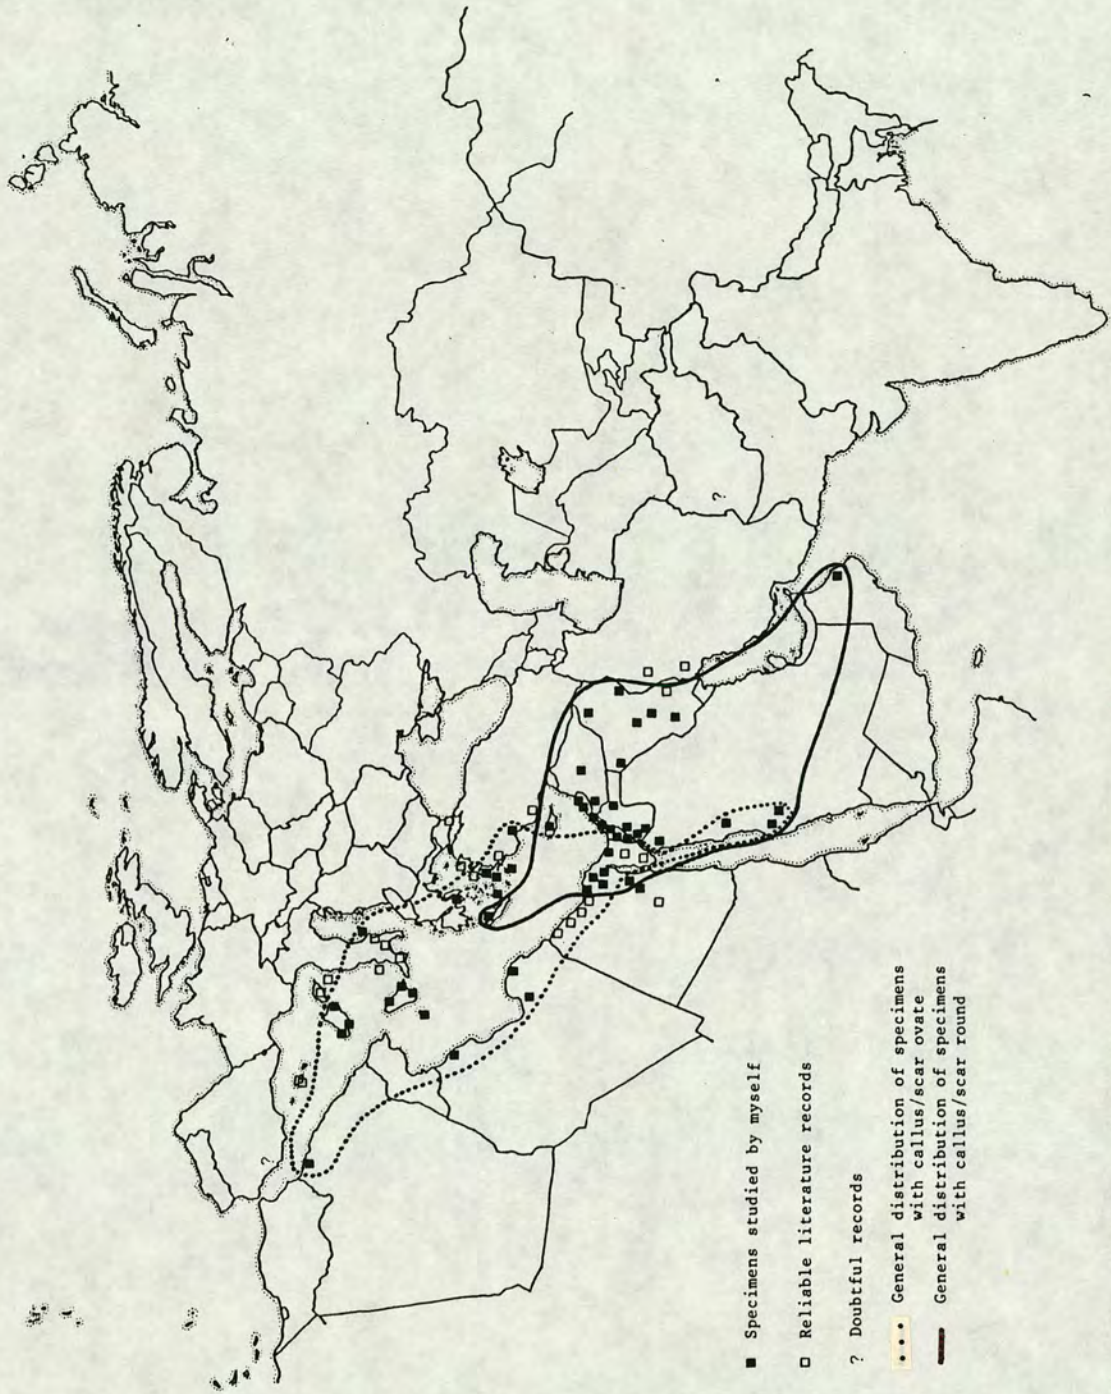 ■ Specimens studied by myself
□ Reliable literature records
? Doubtful records
••• General distribution of specimens
with callus/scar ovate
— General distribution of specimens
with callus/scar round
?
?